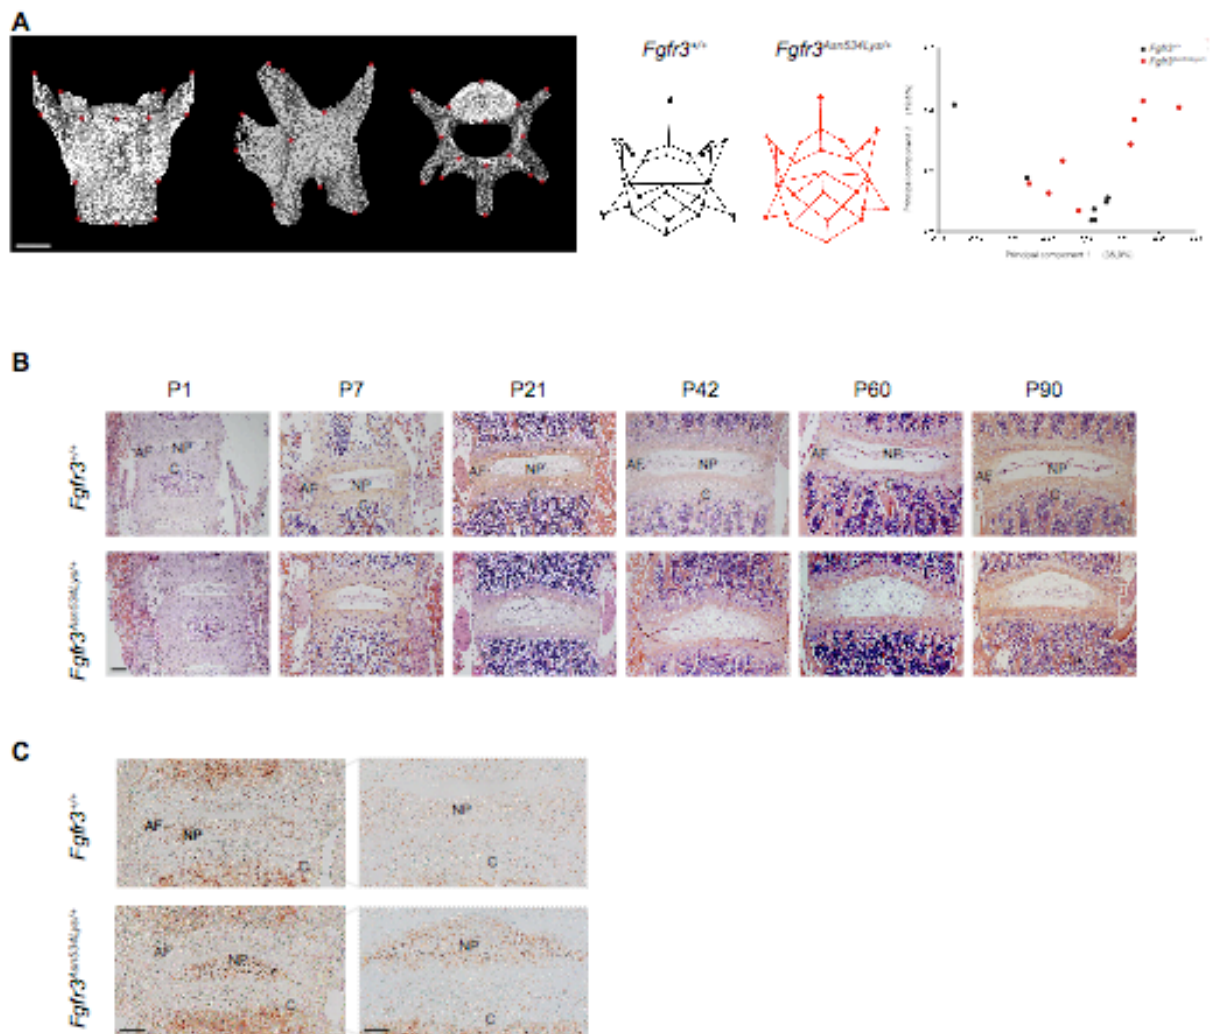 A
Fgfr3+/+
Fgfr3Asn534Lys/+
Fgfr3+/+
Principal component 1 (36,9%)
B
P1 P7 P21 P42 P60 P90
Fgfr3+/+
AF NP C
AF NP C
AF NP C
AF NP C
AF NP C
AF NP C
Fgfr3Asn534Lys/+
C
Fgfr3+/+
AF NP C
NP C
Fgfr3Asn534Lys/+
AF NP C
NP C